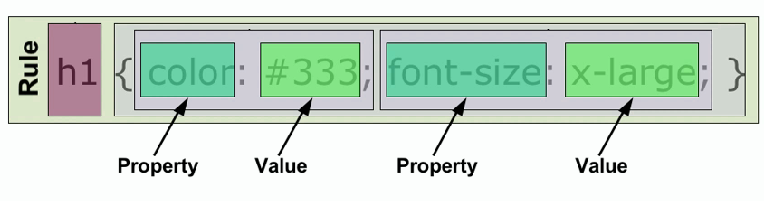 Rule
h1 { color: #333; font-size: x-large; }
Property Value Property Value